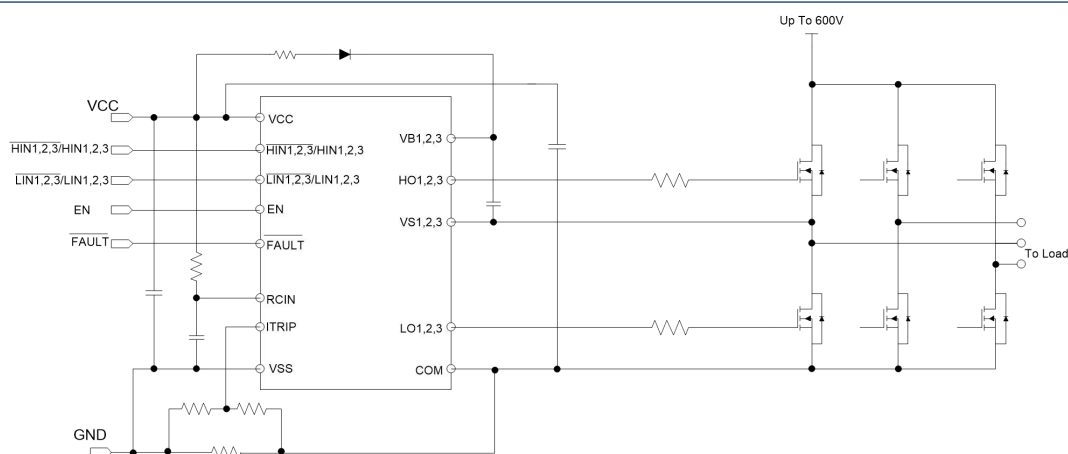 Up To 600V
VCC
VCC
HIN1,2,3/HIN1,2,3
HIN1,2,3/HIN1,2,3
VB1,2,3
LIN1,2,3/LIN1,2,3
LIN1,2,3/LIN1,2,3
HO1,2,3
EN
EN
VS1,2,3
FAULT
FAULT
To Load
RCIN
ITRIP
LO1,2,3
VSS
COM
GND